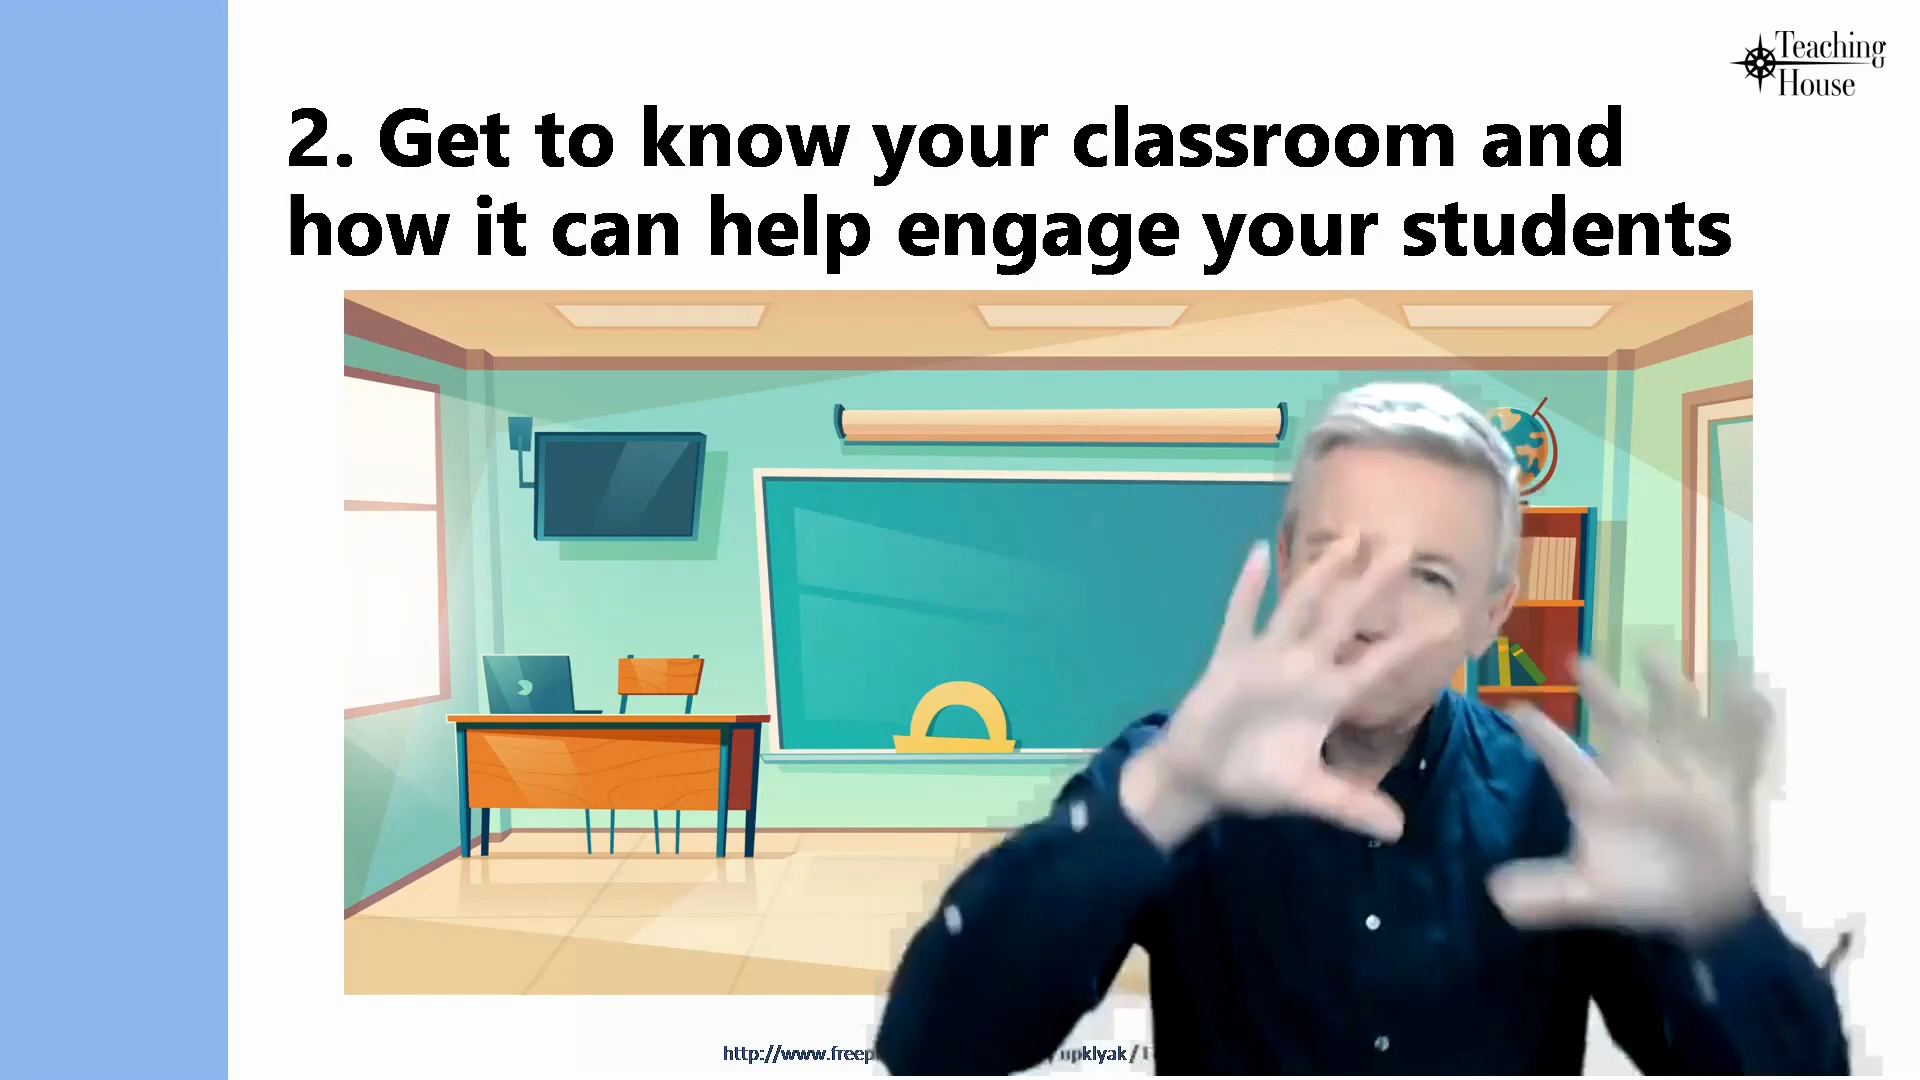 Teaching
House
2. Get to know your classroom and
how it can help engage your students
http://www.freep /upklyak/